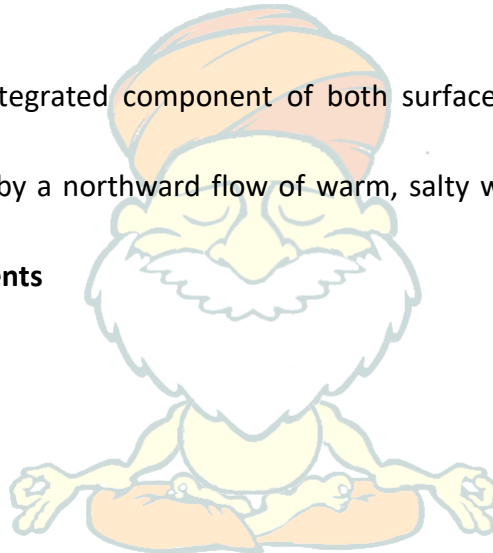 tegrated component of both surface
by a northward flow of warm, salty w
ents